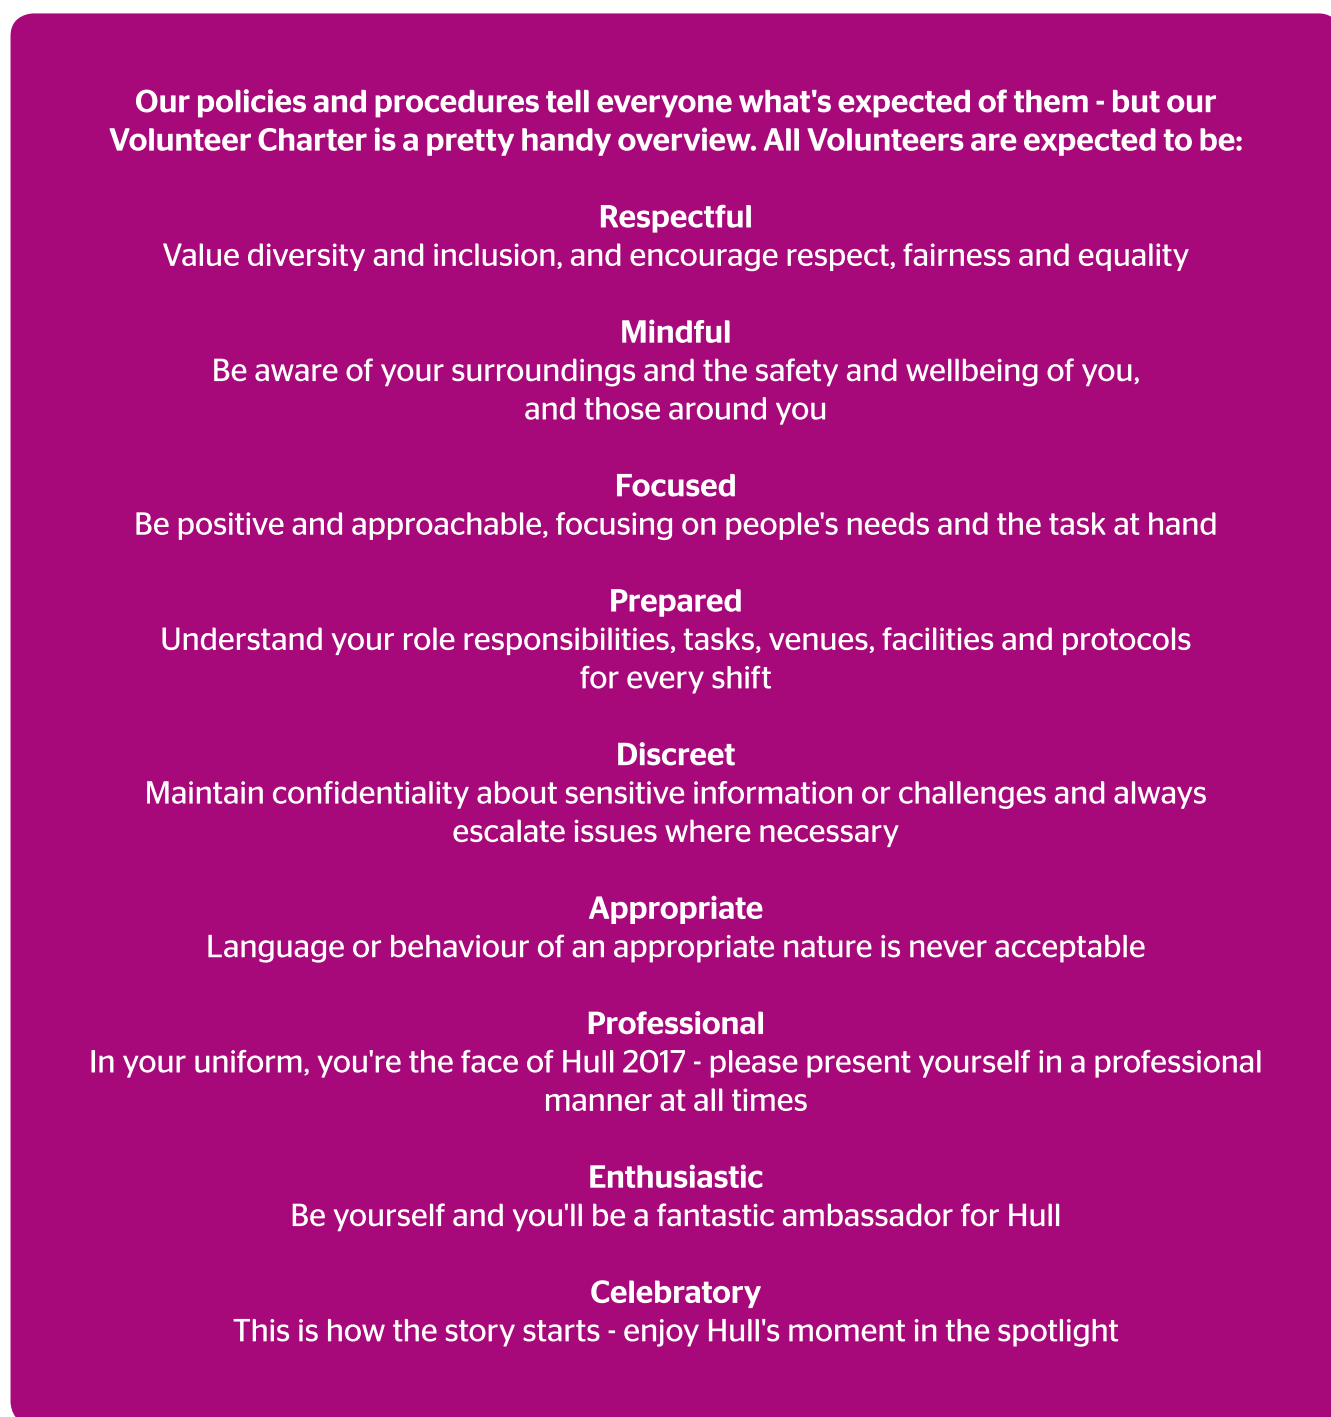 Our policies and procedures tell everyone what's expected of them - but our
Volunteer Charter is a pretty handy overview. All Volunteers are expected to be:
Respectful
Value diversity and inclusion, and encourage respect, fairness and equality
Mindful
Be aware of your surroundings and the safety and wellbeing of you,
and those around you
Focused
Be positive and approachable, focusing on people's needs and the task at hand
Prepared
Understand your role responsibilities, tasks, venues, facilities and protocols
for every shift
Discreet
Maintain confidentiality about sensitive information or challenges and always
escalate issues where necessary
Appropriate
Language or behaviour of an appropriate nature is never acceptable
Professional
In your uniform, you're the face of Hull 2017 - please present yourself in a professional
manner at all times
Enthusiastic
Be yourself and you'll be a fantastic ambassador for Hull
Celebratory
This is how the story starts - enjoy Hull's moment in the spotlight